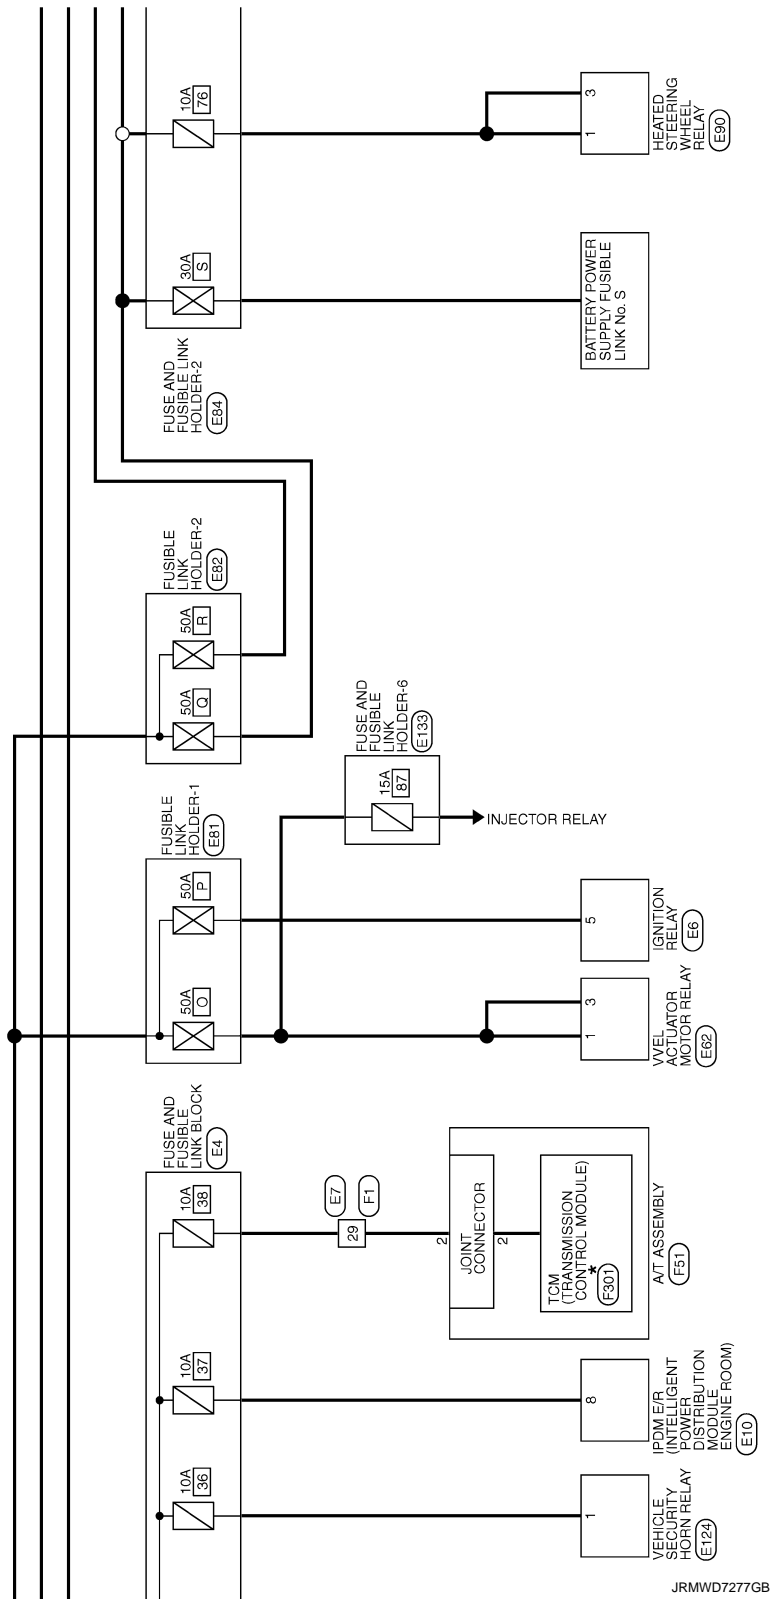 10A
76
3
1
HEATED
STEERING
WHEEL
RELAY
E90
30A
S
BATTERY POWER
SUPPLY FUSIBLE
LINK No. S
FUSE AND
FUSIBLE LINK
HOLDER-2
E84
FUSIBLE
LINK
HOLDER-2
E82
50A
R
50A
Q
FUSE AND
FUSIBLE
LINK
HOLDER-6
E133
15A
87
INJECTOR RELAY
FUSIBLE
LINK
HOLDER-1
E81
50A
P
5
IGNITION
RELAY
E6
50A
O
3
1
VVEL
ACTUATOR
MOTOR RELAY
E62
FUSE AND
FUSIBLE
LINK BLOCK
E4
10A
38
E7
F1
29
2
JOINT
CONNECTOR
2
TCM
(TRANSMISSION
CONTROL MODULE)
*
F301
A/T ASSEMBLY
F51
10A
37
8
IPDM E/R
(INTELLIGENT
POWER
DISTRIBUTION
MODULE
ENGINE ROOM)
E10
10A
36
1
VEHICLE
SECURITY
HORN RELAY
E124
JRMWD7277GB